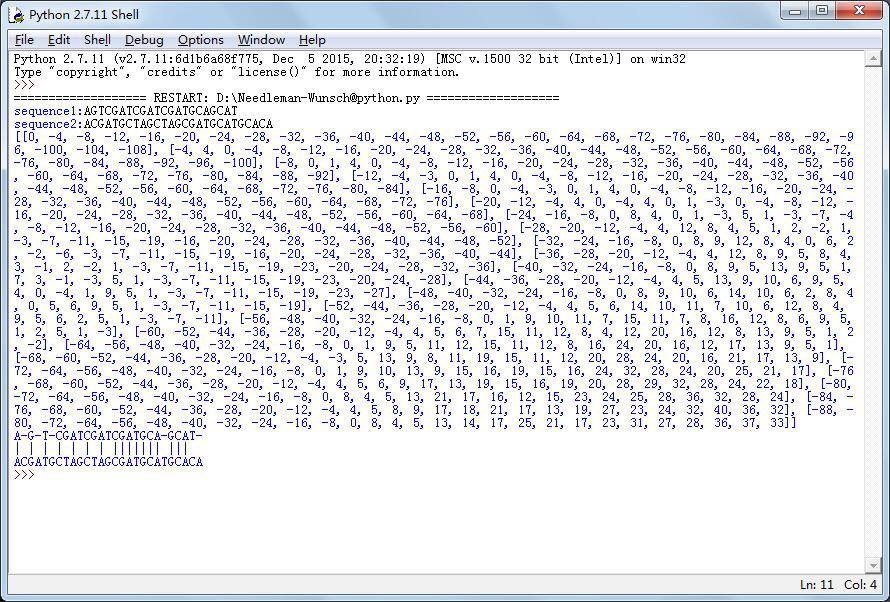 Python 2.7.11 Shell
File Edit Shell Debug Options Window Help
Python 2.7.11 (v2.7.11:6d1b6a68f775, Dec  5 2015, 20:32:19) [MSC v.1500 32 bit (Intel)] on win32
Type "copyright", "credits" or "license()" for more information.
>>>
=================== RESTART: D:\Needleman-Wunsch@python.py ===================
sequence1:AGTCGATCGATCGATGCAGCAT
sequence2:ACGATGCTAGCTAGCGATGCATGCACA
[[0, -4, -8, -12, -16, -20, -24, -28, -32, -36, -40, -44, -48, -52, -56, -60, -64, -68, -72, -76, -80, -84, -88, -92, -9
6, -100, -104, -108], [-4, 4, 0, -4, -8, -12, -16, -20, -24, -28, -32, -36, -40, -44, -48, -52, -56, -60, -64, -68, -72,
-76, -80, -84, -88, -92, -96, -100], [-8, 0, 1, 4, 0, -4, -8, -12, -16, -20, -24, -28, -32, -36, -40, -44, -48, -52, -56
, -60, -64, -68, -72, -76, -80, -84, -88, -92], [-12, -4, -3, 0, 1, 4, 0, -4, -8, -12, -16, -20, -24, -28, -32, -36, -40
, -44, -48, -52, -56, -60, -64, -68, -72, -76, -80, -84], [-16, -8, 0, -4, -3, 0, 1, 4, 0, -4, -8, -12, -16, -20, -24, -
28, -32, -36, -40, -44, -48, -52, -56, -60, -64, -68, -72, -76], [-20, -12, -4, 4, 0, -4, 4, 0, 1, -3, 0, -4, -8, -12, -
16, -20, -24, -28, -32, -36, -40, -44, -48, -52, -56, -60, -64, -68], [-24, -16, -8, 0, 8, 4, 0, 1, -3, 5, 1, -3, -7, -4
, -8, -12, -16, -20, -24, -28, -32, -36, -40, -44, -48, -52, -56, -60], [-28, -20, -12, -4, 4, 12, 8, 4, 5, 1, 2, -2, 1,
-3, -7, -11, -15, -19, -16, -20, -24, -28, -32, -36, -40, -44, -48, -52], [-32, -24, -16, -8, 0, 8, 9, 12, 8, 4, 0, 6, 2
, -2, -6, -3, -7, -11, -15, -19, -16, -20, -24, -28, -32, -36, -40, -44], [-36, -28, -20, -12, -4, 4, 12, 8, 9, 5, 8, 4,
3, -1, 2, -2, 1, -3, -7, -11, -15, -19, -23, -20, -24, -28, -32, -36], [-40, -32, -24, -16, -8, 0, 8, 9, 5, 13, 9, 5, 1,
7, 3, -1, -3, 5, 1, -3, -7, -11, -15, -19, -23, -20, -24, -28], [-44, -36, -28, -20, -12, -4, 4, 5, 13, 9, 10, 6, 9, 5,
4, 0, -4, 1, 9, 5, 1, -3, -7, -11, -15, -19, -23, -27], [-48, -40, -32, -24, -16, -8, 0, 8, 9, 10, 6, 14, 10, 6, 2, 8, 4
, 0, 5, 6, 9, 5, 1, -3, -7, -11, -15, -19], [-52, -44, -36, -28, -20, -12, -4, 4, 5, 6, 14, 10, 11, 7, 10, 6, 12, 8, 4,
9, 5, 6, 2, 5, 1, -3, -7, -11], [-56, -48, -40, -32, -24, -16, -8, 0, 1, 9, 10, 11, 7, 15, 11, 7, 8, 16, 12, 8, 6, 9, 5,
1, 2, 5, 1, -3], [-60, -52, -44, -36, -28, -20, -12, -4, 4, 5, 6, 7, 15, 11, 12, 8, 4, 12, 20, 16, 12, 8, 13, 9, 5, 1, 2
, -2], [-64, -56, -48, -40, -32, -24, -16, -8, 0, 1, 9, 5, 11, 12, 15, 11, 12, 8, 16, 24, 20, 16, 12, 17, 13, 9, 5, 1],
[-68, -60, -52, -44, -36, -28, -20, -12, -4, -3, 5, 13, 9, 8, 11, 19, 15, 11, 12, 20, 28, 24, 20, 16, 21, 17, 13, 9], [-
72, -64, -56, -48, -40, -32, -24, -16, -8, 0, 1, 9, 10, 13, 9, 15, 16, 19, 15, 16, 24, 32, 28, 24, 20, 25, 21, 17], [-76
, -68, -60, -52, -44, -36, -28, -20, -12, -4, 4, 5, 6, 9, 17, 13, 19, 15, 16, 19, 20, 28, 29, 32, 28, 24, 22, 18], [-80,
-72, -64, -56, -48, -40, -32, -24, -16, -8, 0, 8, 4, 5, 13, 21, 17, 16, 12, 15, 23, 24, 25, 28, 36, 32, 28, 24], [-84, -
76, -68, -60, -52, -44, -36, -28, -20, -12, -4, 4, 5, 8, 9, 17, 18, 21, 17, 13, 19, 27, 23, 24, 32, 40, 36, 32], [-88, -
80, -72, -64, -56, -48, -40, -32, -24, -16, -8, 0, 8, 4, 5, 13, 14, 17, 25, 21, 17, 23, 31, 27, 28, 36, 37, 33]]
A-G-T-CGATCGATCGATGCA-GCAT-
| | | | | | | ||||||| |||
ACGATGCTAGCTAGCGATGCATGCACA
>>>
Ln: 11 Col: 4